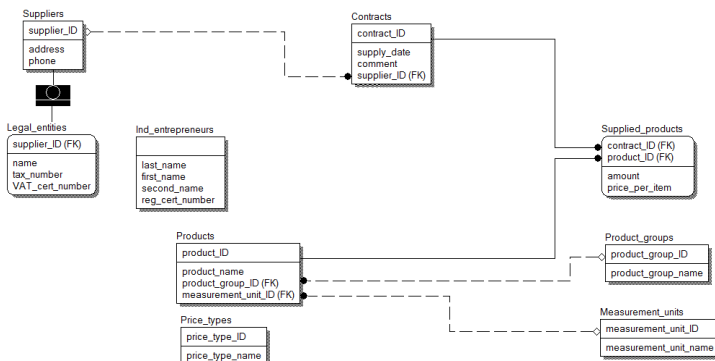 Suppliers
supplier_ID
address
phone
Contracts
contract_ID
supply_date
comment
supplier_ID (FK)
Legal_entities
supplier_ID (FK)
name
tax_number
VAT_cert_number
Ind_entrepreneurs
last_name
first_name
second_name
reg_cert_number
Supplied_products
contract_ID (FK)
product_ID (FK)
amount
price_per_item
Products
product_ID
product_name
product_group_ID (FK)
measurement_unit_ID (FK)
Product_groups
product_group_ID
product_group_name
Price_types
price_type_ID
price_type_name
Measurement_units
measurement_unit_ID
measurement_unit_name